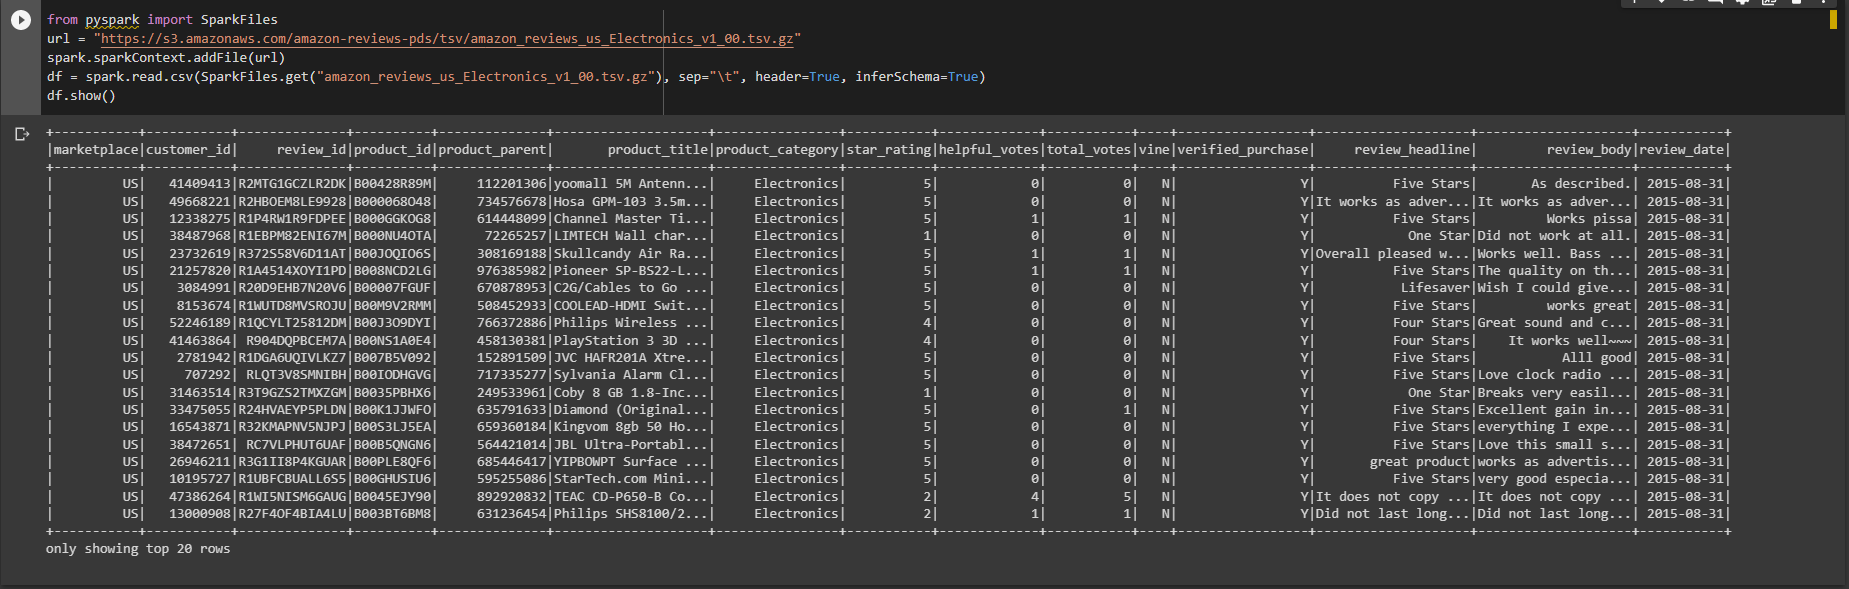 from pyspark import SparkFiles
url = "https://s3.amazonaws.com/amazon-reviews-pds/tsv/amazon_reviews_us_Electronics_v1_00.tsv.gz"
spark.sparkContext.addFile(url)
df = spark.read.csv(SparkFiles.get("amazon_reviews_us_Electronics_v1_00.tsv.gz"), sep="\t", header=True, inferSchema=True)
df.show()
+-----------+-----------+--------------+----------+--------------+--------------------+----------------+-----------+-------------+-----------+----+-----------------+--------------------+--------------------+-----------+
|marketplace|customer_id|     review_id|product_id|product_parent|       product_title|product_category|star_rating|helpful_votes|total_votes|vine|verified_purchase|     review_headline|         review_body|review_date|
+-----------+-----------+--------------+----------+--------------+--------------------+----------------+-----------+-------------+-----------+----+-----------------+--------------------+--------------------+-----------+
|         US|   41409413|R2MTG1GCZLR2DK|B00428R89M|     112201306|yoomall 5M Antenn...|     Electronics|          5|            0|          0|   N|                Y|          Five Stars|       As described.| 2015-08-31|
|         US|   49668221|R2HBOEM8LE9928|B000068O48|     734576678|Hosa GPM-103 3.5m...|     Electronics|          5|            0|          0|   N|                Y|It works as adver...|It works as adver...| 2015-08-31|
|         US|   12338275|R1P4RW1R9FDPEE|B000GGKOG8|     614448099|Channel Master Ti...|     Electronics|          5|            1|          1|   N|                Y|          Five Stars|         Works pissa| 2015-08-31|
|         US|   38487968|R1EBPM82ENI67M|B000NU4OTA|      72265257|LIMTECH Wall char...|     Electronics|          1|            0|          0|   N|                Y|            One Star|Did not work at all.| 2015-08-31|
|         US|   23732619|R372S58V6D11AT|B00JOQIO6S|     308169188|Skullcandy Air Ra...|     Electronics|          5|            1|          1|   N|                Y|Overall pleased w...|Works well. Bass ...| 2015-08-31|
|         US|   21257820|R1A4514XOYI1PD|B008NCD2LG|     976385982|Pioneer SP-BS22-L...|     Electronics|          5|            1|          1|   N|                Y|          Five Stars|The quality on th...| 2015-08-31|
|         US|    3084991|R20D9EHB7N20V6|B00007FGUF|     670878953|C2G/Cables to Go ...|     Electronics|          5|            0|          0|   N|                Y|           Lifesaver|Wish I could give...| 2015-08-31|
|         US|    8153674|R1WUTD8MVSROJU|B00M9V2RMM|     508452933|COOLEAD-HDMI Swit...|     Electronics|          5|            0|          0|   N|                Y|          Five Stars|         works great| 2015-08-31|
|         US|   52246189|R1QCYLT25812DM|B00J3O9DYI|     766372886|Philips Wireless ...|     Electronics|          4|            0|          0|   N|                Y|          Four Stars|Great sound and c...| 2015-08-31|
|         US|   41463864| R904DQPBCEM7A|B00NS1A0E4|     458130381|PlayStation 3 3D ...|     Electronics|          4|            0|          0|   N|                Y|          Four Stars|    It works well~~~| 2015-08-31|
|         US|    2781942|R1DGA6UQIVLKZ7|B007B5V092|     152891509|JVC HAFR201A Xtre...|     Electronics|          5|            0|          0|   N|                Y|          Five Stars|           Alll good| 2015-08-31|
|         US|     707292| RLQT3V8SMNIBH|B00IODHGVG|     717335277|Sylvania Alarm Cl...|     Electronics|          5|            0|          0|   N|                Y|          Five Stars|Love clock radio ...| 2015-08-31|
|         US|   31463514|R3T9GZS2TMXZGM|B0035PBHX6|     249533961|Coby 8 GB 1.8-Inc...|     Electronics|          1|            0|          0|   N|                Y|            One Star|Breaks very easil...| 2015-08-31|
|         US|   33475055|R24HVAEYP5PLDN|B00K1JJWFO|     635791633|Diamond (Original...|     Electronics|          5|            0|          1|   N|                Y|          Five Stars|Excellent gain in...| 2015-08-31|
|         US|   16543871|R32KMAPNV5NJPJ|B00S3LJ5EA|     659360184|Kingvom 8gb 50 Ho...|     Electronics|          5|            0|          0|   N|                Y|          Five Stars|everything I expe...| 2015-08-31|
|         US|   38472651| RC7VLPHUT6UAF|B00B5QNGN6|     564421014|JBL Ultra-Portabl...|     Electronics|          5|            0|          0|   N|                Y|          Five Stars|Love this small s...| 2015-08-31|
|         US|   26946211|R3G1II8P4KGUAR|B00PLE8QF6|     685446417|YIPBOWPT Surface ...|     Electronics|          5|            0|          0|   N|                Y|       great product|works as advertis...| 2015-08-31|
|         US|   10195727|R1UBFCBUALL6S5|B00GHUSIU6|     595255086|StarTech.com Mini...|     Electronics|          5|            0|          0|   N|                Y|          Five Stars|very good especia...| 2015-08-31|
|         US|   47386264|R1WI5NISM6GAUG|B0045EJY90|     892920832|TEAC CD-P650-B Co...|     Electronics|          2|            4|          5|   N|                Y|It does not copy ...|It does not copy ...| 2015-08-31|
|         US|   13000908|R27F4OF4BIA4LU|B003BT6BM8|     631236454|Philips SHS8100/2...|     Electronics|          2|            1|          1|   N|                Y|Did not last long...|Did not last long...| 2015-08-31|
+-----------+-----------+--------------+----------+--------------+--------------------+----------------+-----------+-------------+-----------+----+-----------------+--------------------+--------------------+-----------+
only showing top 20 rows